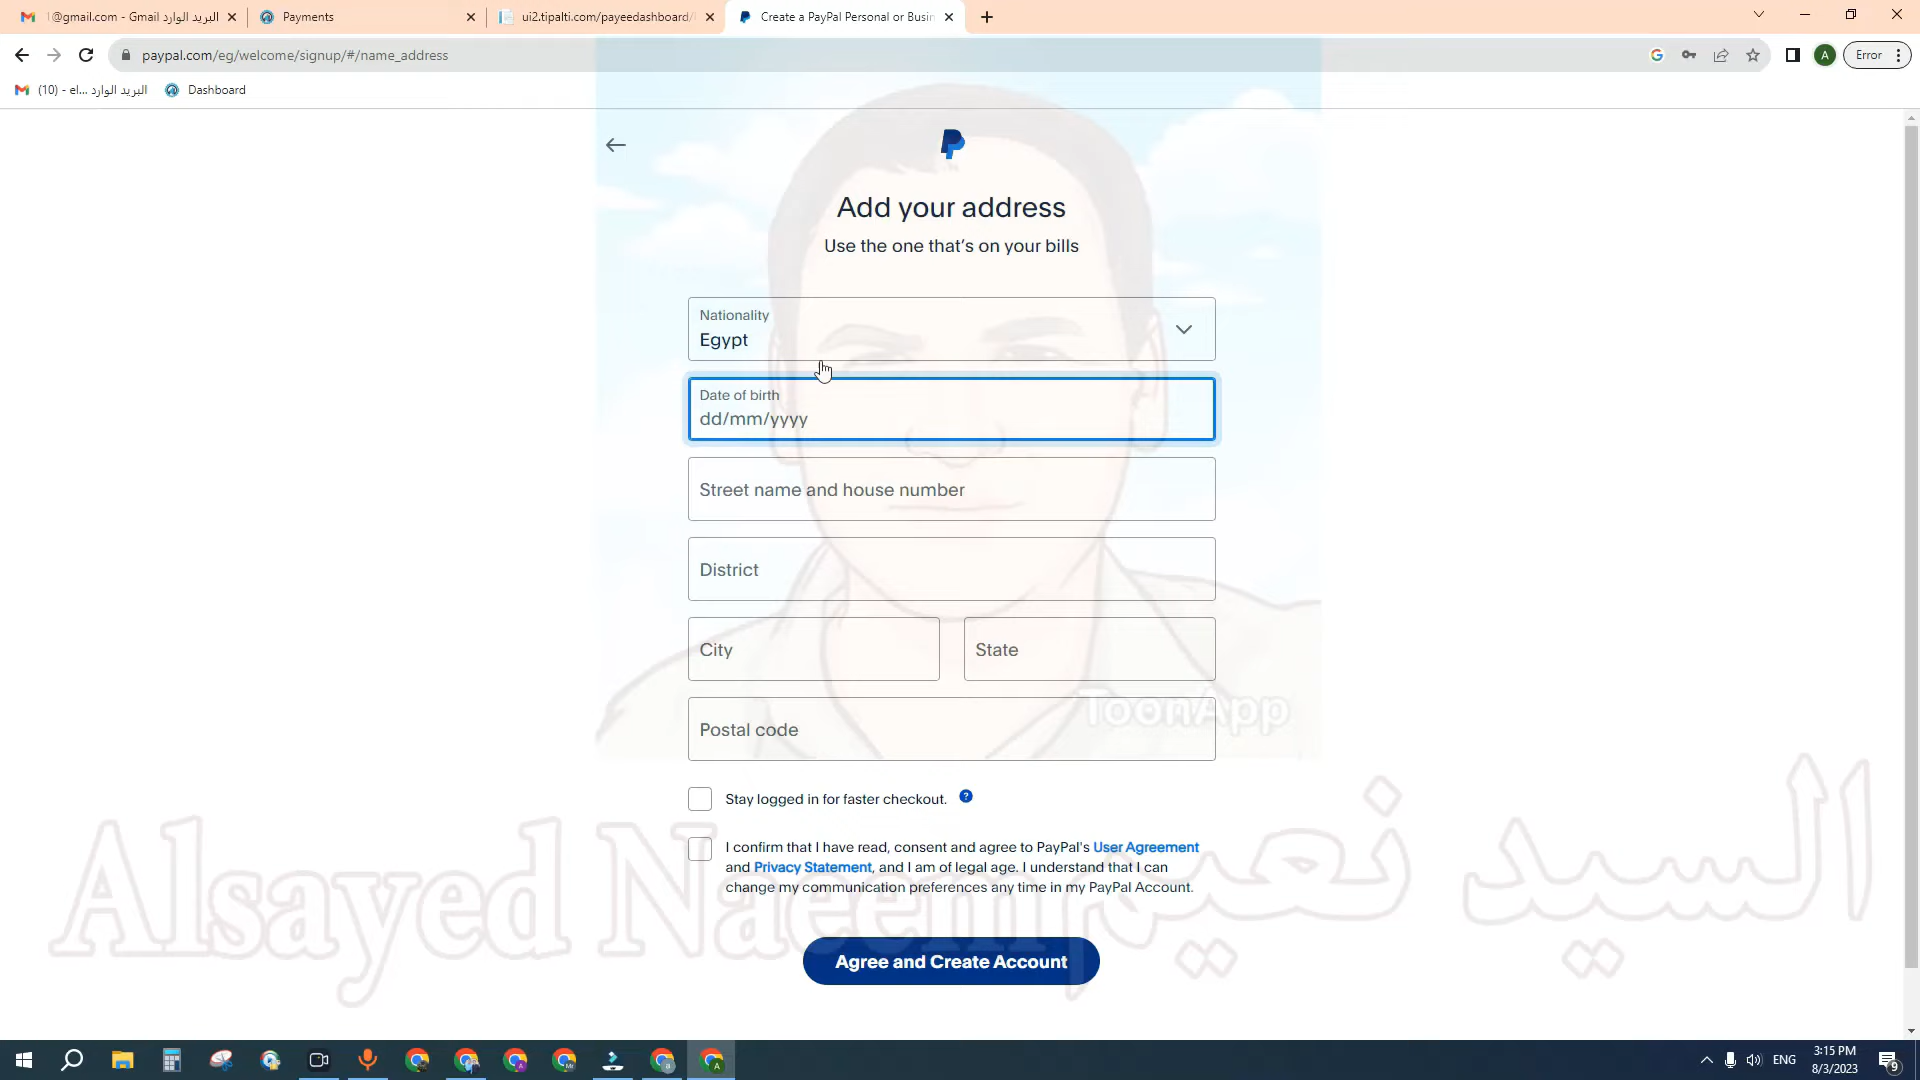 1@gmail.com - Gmail البريد الوارد
Payments
ui2.tipalti.com/payeedashboard/
Create a PayPal Personal or Busin
paypal.com/eg/welcome/signup/#/name_address
A
Error
(10) - el... البريد الوارد
Dashboard
Add your address
Use the one that's on your bills
Nationality
Egypt
Date of birth
dd/mm/yyyy
Street name and house number
District
City
State
Postal code
ToonApp
Stay logged in for faster checkout.
I confirm that I have read, consent and agree to PayPal's User Agreement
and Privacy Statement, and I am of legal age. I understand that I can
change my communication preferences any time in my PayPal Account.
Alsayed Naeem السيد نعيم
Agree and Create Account
ENG
3:15 PM
8/3/2023
9